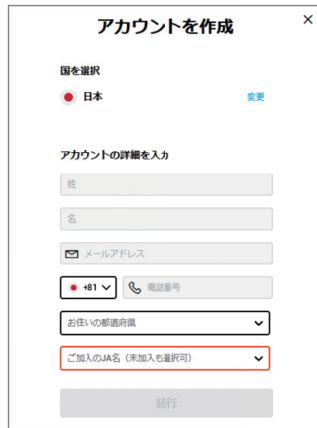 アカウントを作成
国を選択
日本 変更
アカウントの詳細を入力
姓
名
メールアドレス
+81 電話番号
お住いの都道府県
ご加入のJA名（未加入も選択可）
続行